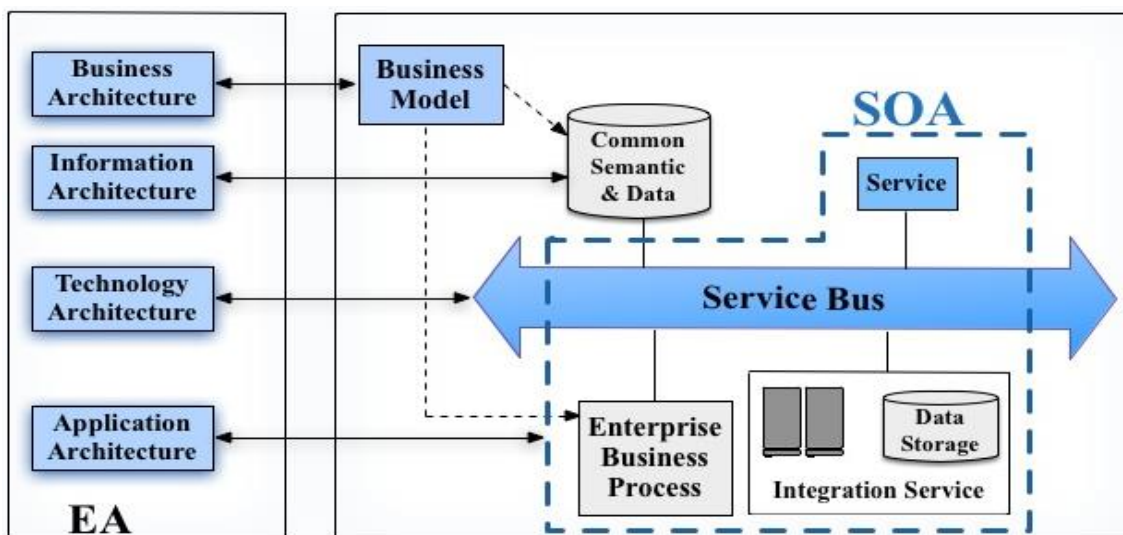 Business
Architecture
Information
Architecture
Technology
Architecture
Application
Architecture
EA
Business
Model
Common
Semantic
& Data
SOA
Service
Service Bus
Enterprise
Business
Process
Data
Storage
Integration Service